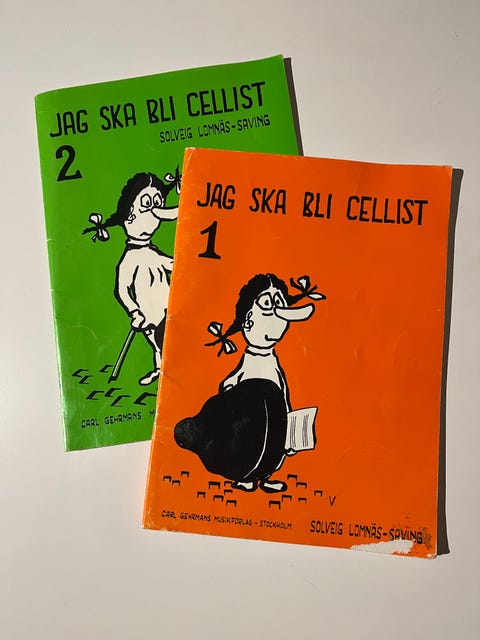 JAG SKA BLI CELLIST
SOLVEIG LOMNÄS-SAVING
2
CARL GEHRMANS
JAG SKA BLI CELLIST
1
CARL GEHRMANS MUSIKFÖRLAG - STOCKHOLM
SOLVEIG LOMNÄS-SAVING